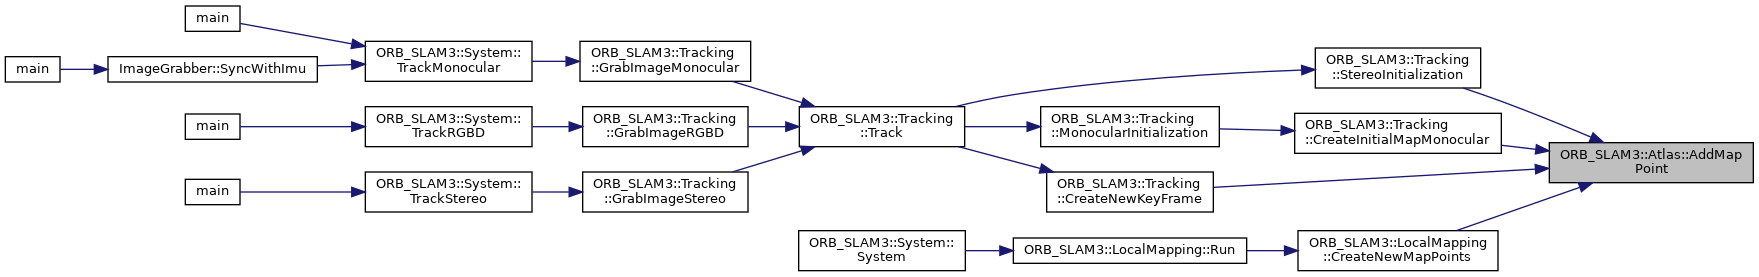 main
main
ImageGrabber::SyncWithImu
ORB_SLAM3::System::
TrackMonocular
ORB_SLAM3::Tracking
::GrabImageMonocular
main
ORB_SLAM3::System::
TrackRGBD
ORB_SLAM3::Tracking
::GrabImageRGBD
main
ORB_SLAM3::System::
TrackStereo
ORB_SLAM3::Tracking
::GrabImageStereo
ORB_SLAM3::Tracking
::Track
ORB_SLAM3::Tracking
::StereoInitialization
ORB_SLAM3::Tracking
::MonocularInitialization
ORB_SLAM3::Tracking
::CreateInitialMapMonocular
ORB_SLAM3::Tracking
::CreateNewKeyFrame
ORB_SLAM3::System::
System
ORB_SLAM3::LocalMapping::Run
ORB_SLAM3::LocalMapping
::CreateNewMapPoints
ORB_SLAM3::Atlas::AddMap
Point